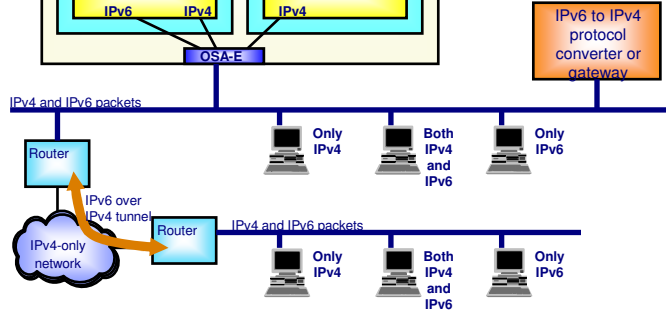 IPv6 IPv4 IPv4
OSA-E
IPv6 to IPv4
protocol
converter or
gateway
IPv4 and IPv6 packets
Router
Only
IPv4
Both
IPv4
and
IPv6
Only
IPv6
IPv6 over
IPv4 tunnel
IPv4-only
network
Router
IPv4 and IPv6 packets
Only
IPv4
Both
IPv4
and
IPv6
Only
IPv6